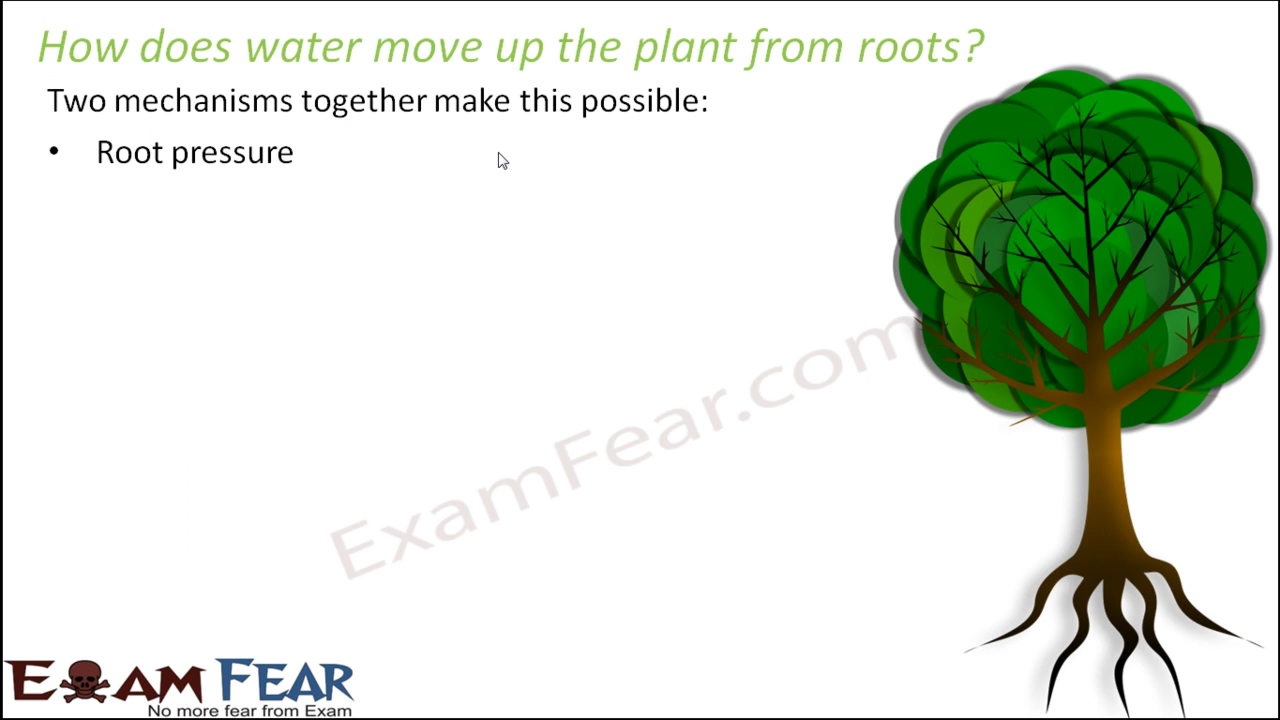 How does water move up the plant from roots?
Two mechanisms together make this possible:
• Root pressure
ExamFear.com
EXAM FEAR
No more fear from Exam